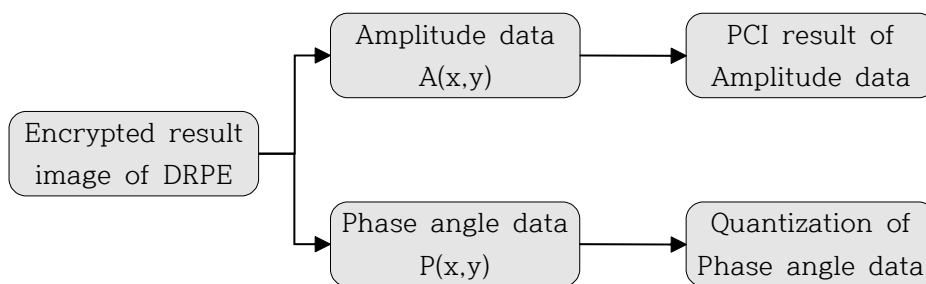 Encrypted result
image of DRPE
Amplitude data
A(x,y)
PCI result of
Amplitude data
Phase angle data
P(x,y)
Quantization of
Phase angle data